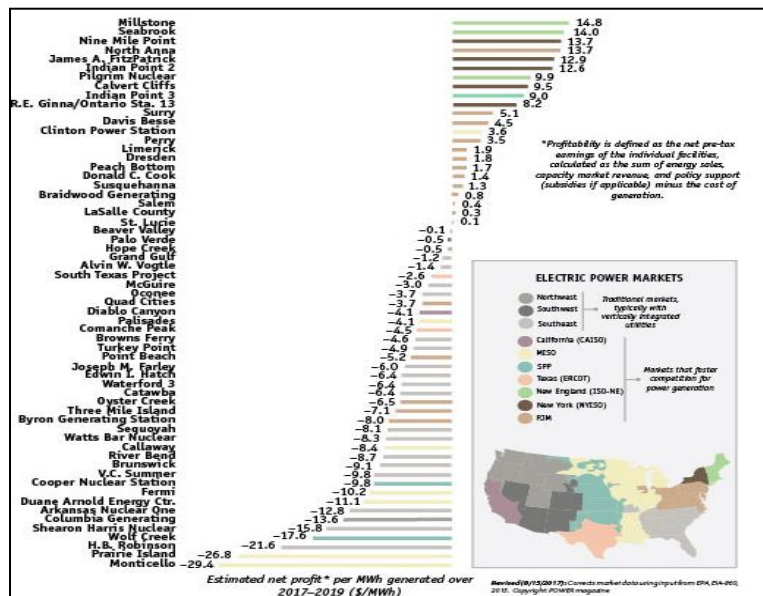 Millstone 14.8
Seabrook 14.0
Nine Mile Point 13.7
North Anna 13.7
James A. FitzPatrick 12.9
Indian Point 2 12.6
Pilgrim Nuclear 9.9
Calvert Cliffs 9.5
Indian Point 3 9.0
R.E. Ginna/Ontario Sta. 13 8.2
Surry 5.1
Davis Besse 4.5
Clinton Power Station 3.6
Perry 3.5
Limerick 1.9
Dresden 1.8
Peach Bottom 1.7
Donald C. Cook 1.4
Susquehanna 1.3
Braidwood Generating 0.8
Salem 0.4
LaSalle County 0.3
St. Lucie 0.1
Beaver Valley -0.1
Palo Verde -0.5
Hope Creek -0.5
Grand Gulf -1.2
Alvin W. Vogtle -1.4
South Texas Project -2.6
McGuire -3.0
Oconee -3.7
Quad Cities -3.7
Diablo Canyon -4.1
Palisades -4.1
Comanche Peak -4.5
Browns Ferry -4.6
Turkey Point -4.9
Point Beach -5.2
Joseph M. Farley -6.0
Edwin I. Hatch -6.4
Waterford 3 -6.4
Catawba -6.4
Oyster Creek -6.5
Three Mile Island -7.1
Byron Generating Station -8.0
Sequoyah -8.1
Watts Bar Nuclear -8.3
Callaway -8.4
River Bend -8.7
Brunswick -9.1
V.C. Summer -9.8
Cooper Nuclear Station -9.8
Fermi -10.2
Duane Arnold Energy Ctr. -11.1
Arkansas Nuclear One -12.8
Columbia Generating -13.6
Shearon Harris Nuclear -15.8
Wolf Creek -17.6
H.B. Robinson -21.6
Prairie Island -26.8
Monticello -29.4
Estimated net profit* per MWh generated over
2017–2019 ($/MWh)
*Profitability is defined as the net pre-tax
earnings of the individual facilities,
calculated as the sum of energy sales,
capacity market revenue, and policy support
(subsidies if applicable) minus the cost of
generation.
ELECTRIC POWER MARKETS
Northwest
Southwest
Southeast
Traditional markets,
typically with
vertically integrated
utilities
California (CAISO)
MISO
SPP
Texas (ERCOT)
New England (ISO-NE)
New York (NYISO)
PJM
Markets that foster
competition for
power generation
Revised (8/15/2017): Corrects market data using input from EPA, EIA-860,
2015. Copyright: POWER magazine